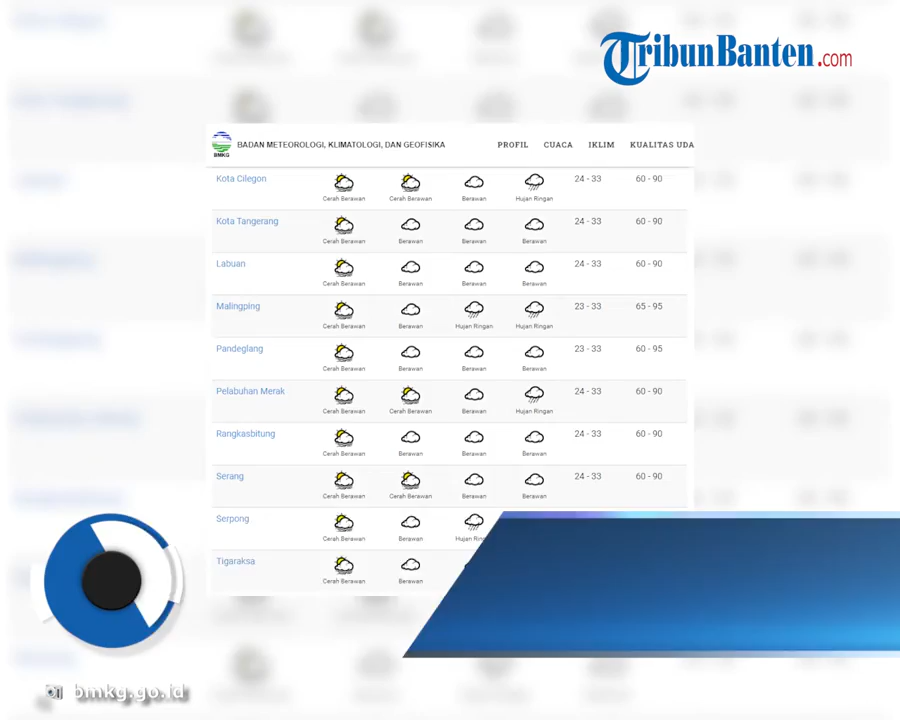 TribunBanten.com
BMKG
BADAN METEOROLOGI, KLIMATOLOGI, DAN GEOFISIKA
PROFIL CUACA IKLIM KUALITAS UDA
Kota Cilegon 24 - 33 60 - 90
Cerah Berawan Cerah Berawan Berawan Hujan Ringan
Kota Tangerang 24 - 33 60 - 90
Cerah Berawan Berawan Berawan Berawan
Labuan 24 - 33 60 - 90
Cerah Berawan Berawan Berawan Berawan
Malingping 23 - 33 65 - 95
Cerah Berawan Berawan Hujan Ringan Hujan Ringan
Pandeglang 23 - 33 60 - 95
Cerah Berawan Berawan Berawan Berawan
Pelabuhan Merak 24 - 33 60 - 90
Cerah Berawan Cerah Berawan Berawan Hujan Ringan
Rangkasbitung 24 - 33 60 - 90
Cerah Berawan Berawan Berawan Berawan
Serang 24 - 33 60 - 90
Cerah Berawan Cerah Berawan Berawan Berawan
Serpong
Cerah Berawan Berawan Hujan Ring
Tigaraksa
Cerah Berawan Berawan
bmkg.go.id